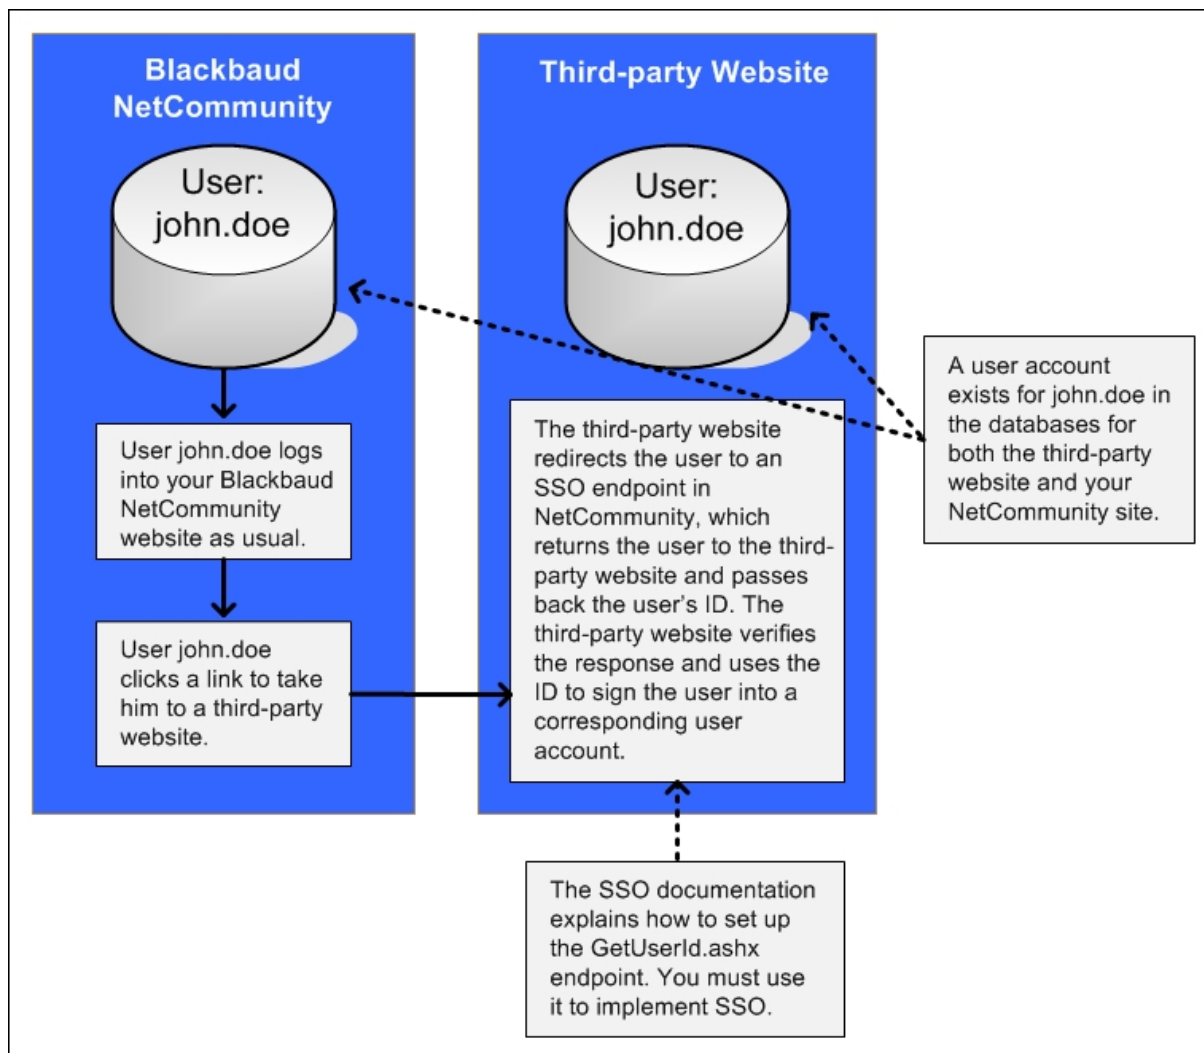 Blackbaud
NetCommunity
User:
john.doe
User john.doe logs
into your Blackbaud
NetCommunity
website as usual.
User john.doe
clicks a link to take
him to a third-party
website.
Third-party Website
User:
john.doe
The third-party website
redirects the user to an
SSO endpoint in
NetCommunity, which
returns the user to the third-
party website and passes
back the user’s ID. The
third-party website verifies
the response and uses the
ID to sign the user into a
corresponding user
account.
A user account
exists for john.doe in
the databases for
both the third-party
website and your
NetCommunity site.
The SSO documentation
explains how to set up
the GetUserId.ashx
endpoint. You must use
it to implement SSO.